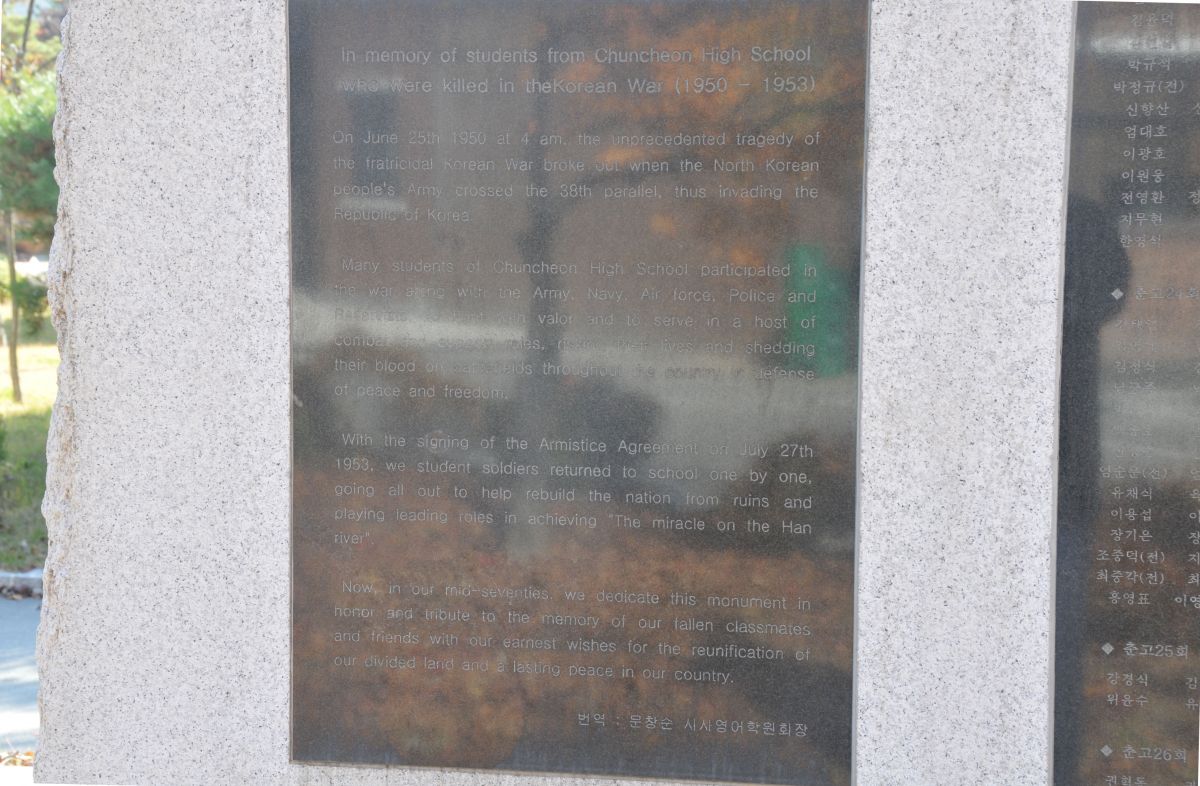 In memory of students from Chuncheon High School
who were killed in theKorean War (1950 - 1953)
On June 25th 1950 at 4 am, the unprecedented tragedy of
the fratricidal Korean War broke out when the North Korean
people's Army crossed the 38th parallel, thus invading the
Republic of Korea.
Many students of Chuncheon High School participated in
the war along with the Army, Navy, Air force, Police and
valor and to serve in a host of
combat and support roles, their lives and shedding
their blood on battlefields throughout the country in defense
of peace and freedom.
With the signing of the Armistice Agreement on July 27th
1953, we student soldiers returned to school one by one,
going all out to help rebuild the nation from ruins and
playing leading roles in achieving "The miracle on the Han
river".
Now, in our mid-seventies, we dedicate this monument in
honor and tribute to the memory of our fallen classmates
and friends with our earnest wishes for the reunification of
our divided land and a lasting peace in our country.
번역 : 문창순 시사영어학원회장
김윤덕
박규석
박정규(전)
신향산
엄대호
이광호
이원웅
전영환
지무현
한영식
◆ 춘고24회
김정식
임순문(전)
유재식
이용섭
장기은
조중덕(전)
최중각(전)
홍영표
◆ 춘고25회
강경식
위윤수
◆ 춘고26회